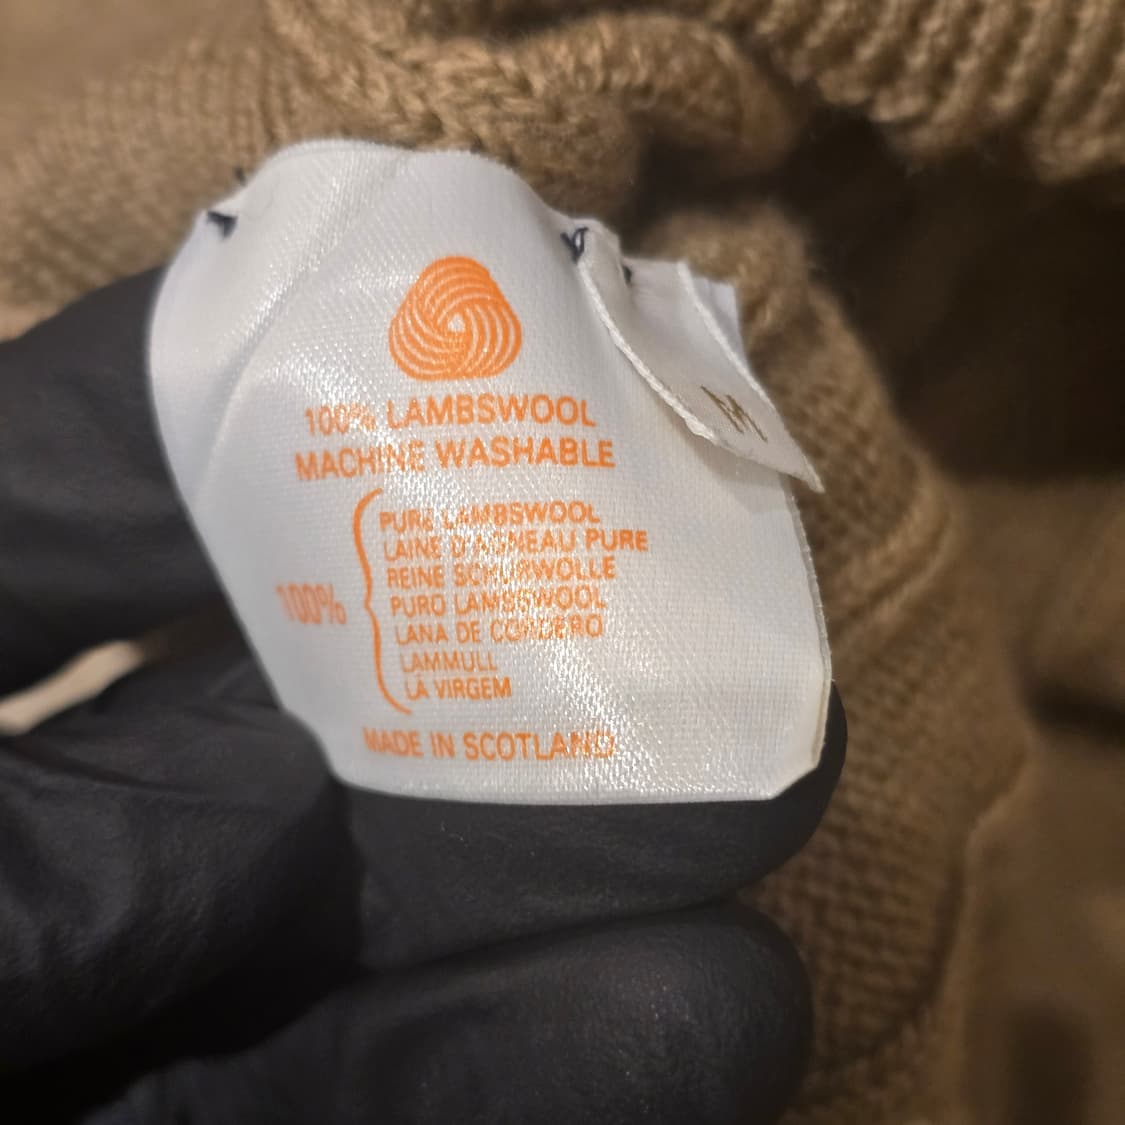 100% LAMBSWOOL
MACHINE WASHABLE
100%
PURE LAMBSWOOL
LAINE D'AGNEAU PURE
REINE SCHURWOLLE
PURO LAMBSWOOL
LANA DE CORDERO
LAMMULL
LA VIRGEM
MADE IN SCOTLAND
M